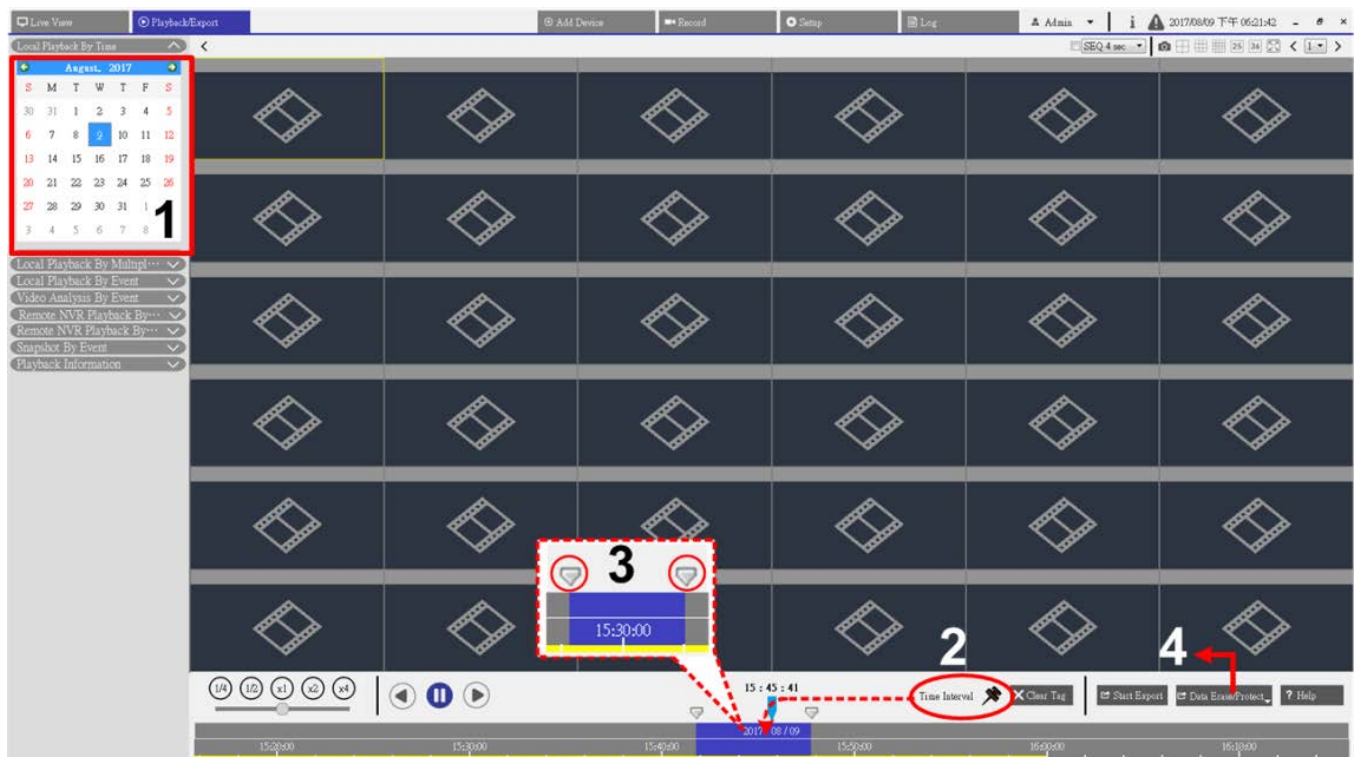 Live View Playback/Export Add Device Record Setup Log Admin i 2017/08/09 下午 06:21:42
Local Playback By Time SEQ 4 sec 25 36 1
August, 2017
S M T W T F S
30 31 1 2 3 4 5
6 7 8 9 10 11 12
13 14 15 16 17 18 19
20 21 22 23 24 25 26
27 28 29 30 31 1
3 4 5 6 7 8
1
Local Playback By Multipl···
Local Playback By Event
Video Analysis By Event
Remote NVR Playback By···
Remote NVR Playback By···
Snapshot By Event
Playback Information
3
15:30:00
2
4
1/4 1/2 x1 x2 x4 15 : 45 : 41 Time Interval Clear Tag Start Export Data Erase/Protect ? Help
2017 / 08 / 09
15:20:00 15:30:00 15:40:00 15:50:00 16:00:00 16:10:00